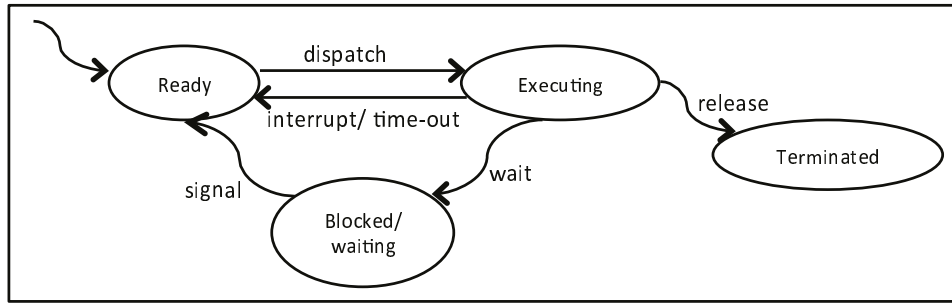 dispatch
Ready
Executing
interrupt/ time-out
release
Terminated
signal
wait
Blocked/
waiting